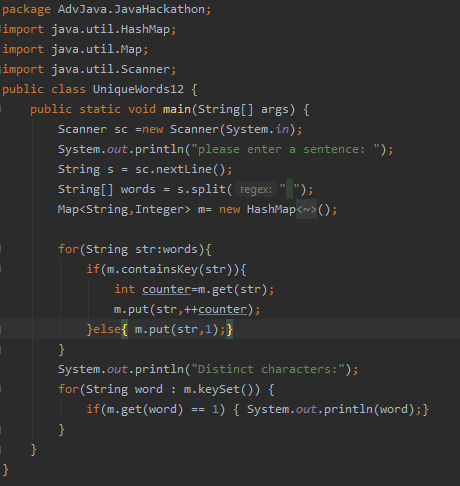 package AdvJava.JavaHackathon;
import java.util.HashMap;
import java.util.Map;
import java.util.Scanner;
public class UniqueWords12 {
    public static void main(String[] args) {
        Scanner sc =new Scanner(System.in);
        System.out.println("please enter a sentence: ");
        String s = sc.nextLine();
        String[] words = s.split( regex: " ");
        Map<String,Integer> m= new HashMap<~>();

        for(String str:words){
            if(m.containsKey(str)){
                int counter=m.get(str);
                m.put(str,++counter);
            }else{ m.put(str,1);}
        }
        System.out.println("Distinct characters:");
        for(String word : m.keySet()) {
            if(m.get(word) == 1) { System.out.println(word);}
        }
    }
}